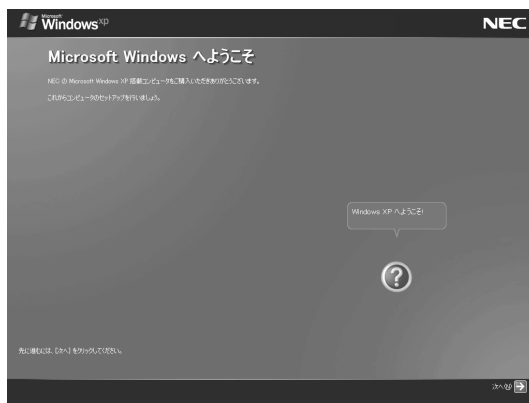 Microsoft
Windows xp
NEC
Microsoft Windows へようこそ
NEC の Microsoft Windows XP 搭載コンピュータをご購入いただきありがとうございます。
これからコンピュータのセットアップを行いましょう。
Windows XP へようこそ!
先に進むには、[次へ] をクリックしてください。
次へ(N)